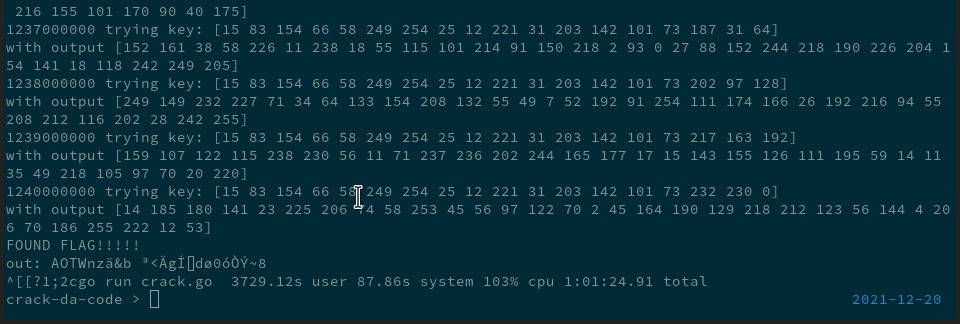 216 155 101 170 90 40 175]
1237000000 trying key: [15 83 154 66 58 249 254 25 12 221 31 203 142 101 73 187 31 64]
with output [152 161 38 58 226 11 238 18 55 115 101 214 91 150 218 2 93 0 27 88 152 244 218 190 226 204 1
54 141 18 118 242 249 205]
1238000000 trying key: [15 83 154 66 58 249 254 25 12 221 31 203 142 101 73 202 97 128]
with output [249 149 232 227 71 34 64 133 154 208 132 55 49 7 52 192 91 254 111 174 166 26 192 216 94 55
208 212 116 202 28 242 255]
1239000000 trying key: [15 83 154 66 58 249 254 25 12 221 31 203 142 101 73 217 163 192]
with output [159 107 122 115 238 230 56 11 71 237 236 202 244 165 177 17 15 143 155 126 111 195 59 14 11
35 49 218 105 97 70 20 220]
1240000000 trying key: [15 83 154 66 58 249 254 25 12 221 31 203 142 101 73 232 230 0]
with output [14 185 180 141 23 225 206 74 58 253 45 56 97 122 70 2 45 164 190 129 218 212 123 56 144 4 20
6 70 186 255 222 12 53]
FOUND FLAG!!!!!
out: AOTWnzä&b ª<ÄgÍdø0óÒÝ~8
^[[?1;2cgo run crack.go 3729.12s user 87.86s system 103% cpu 1:01:24.91 total
crack-da-code > 2021-12-20